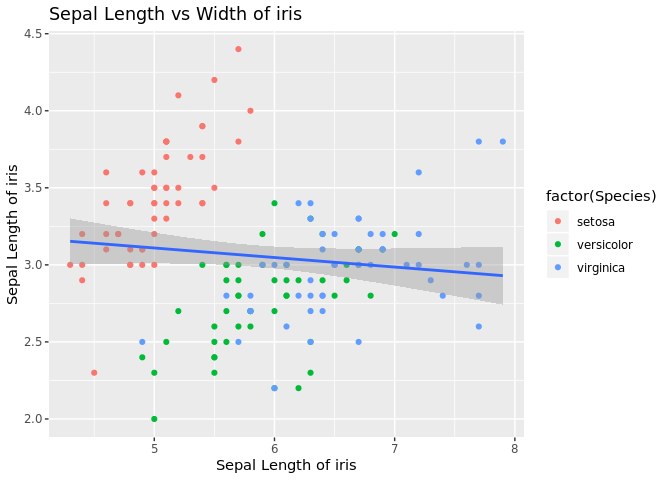 Sepal Length vs Width of iris
4.5
4.0
3.5
3.0
2.5
2.0
Sepal Length of iris
5 6 7 8
Sepal Length of iris
factor(Species)
setosa
versicolor
virginica